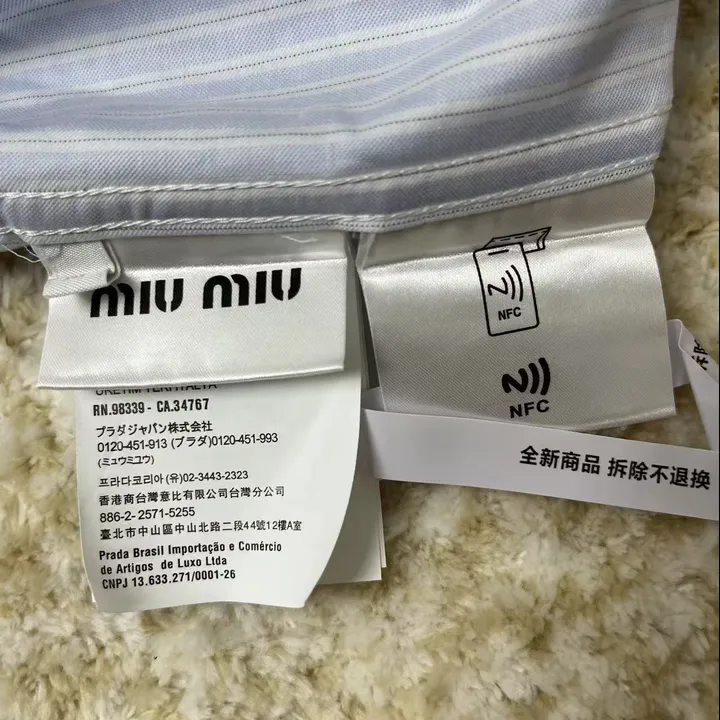 miu miu
ÜRETİM YERİ İTALYA
RN.98339 - CA.34767
プラダジャパン株式会社
0120-451-913 (プラダ)0120-451-993
(ミュウミュウ)
프라다코리아 (유)02-3443-2323
香港商台灣意比有限公司台灣分公司
886-2- 2571-5255
臺北市中山區中山北路二段44號12樓A室
Prada Brasil Importação e Comércio
de Artigos de Luxo Ltda
CNPJ 13.633.271/0001-26
NFC
NFC
全新商品 拆除不退换
拆除